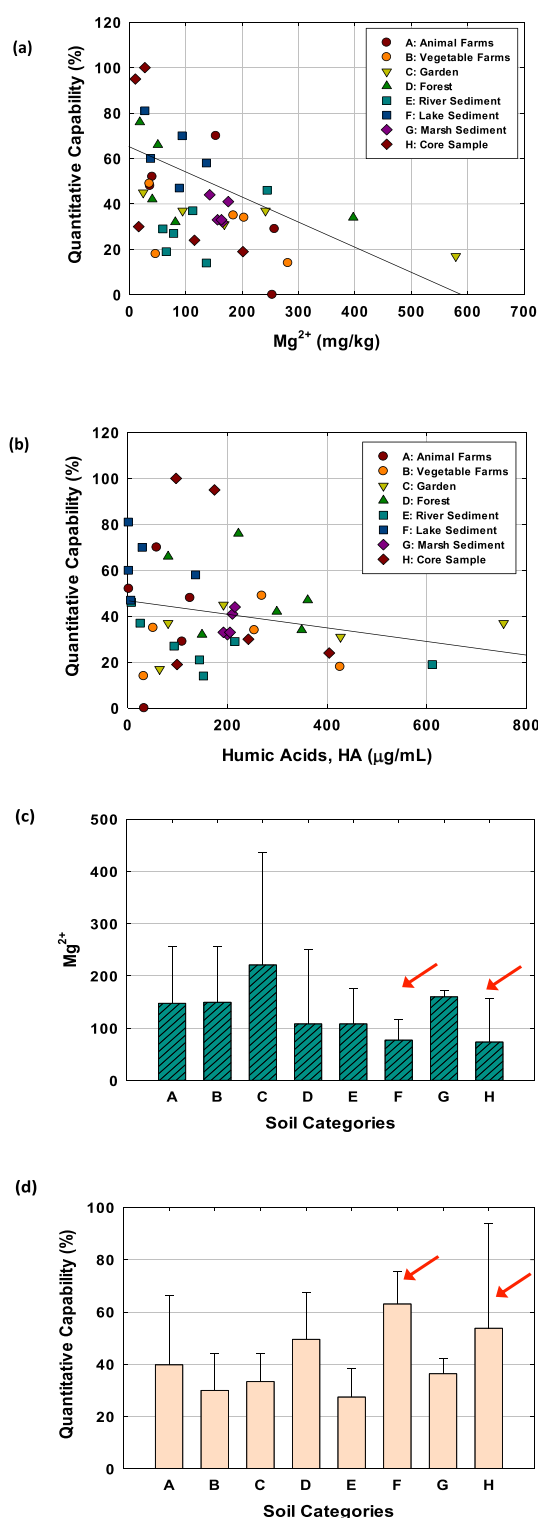 (a)
120
100
80
60
40
20
0
Quantitative Capability (%)
A: Animal Farms
B: Vegetable Farms
C: Garden
D: Forest
E: River Sediment
F: Lake Sediment
G: Marsh Sediment
H: Core Sample
0 100 200 300 400 500 600 700
Mg²⁺ (mg/kg)
(b)
120
100
80
60
40
20
0
Quantitative Capability (%)
A: Animal Farms
B: Vegetable Farms
C: Garden
D: Forest
E: River Sediment
F: Lake Sediment
G: Marsh Sediment
H: Core Sample
0 200 400 600 800
Humic Acids, HA (μg/mL)
(c)
500
400
300
200
100
0
Mg²⁺
A B C D E F G H
Soil Categories
(d)
100
80
60
40
20
0
Quantitative Capability (%)
A B C D E F G H
Soil Categories